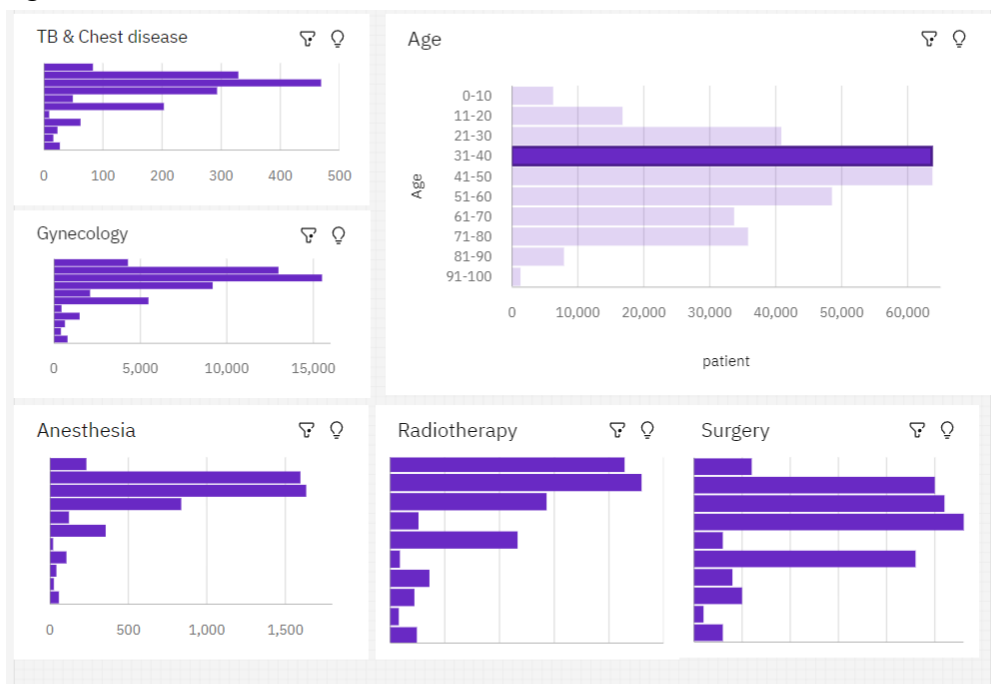 TB & Chest disease
0 100 200 300 400 500
Gynecology
0 5,000 10,000 15,000
Age
Age
0-10
11-20
21-30
31-40
41-50
51-60
61-70
71-80
81-90
91-100
0 10,000 20,000 30,000 40,000 50,000 60,000
patient
Anesthesia
0 500 1,000 1,500
Radiotherapy
Surgery